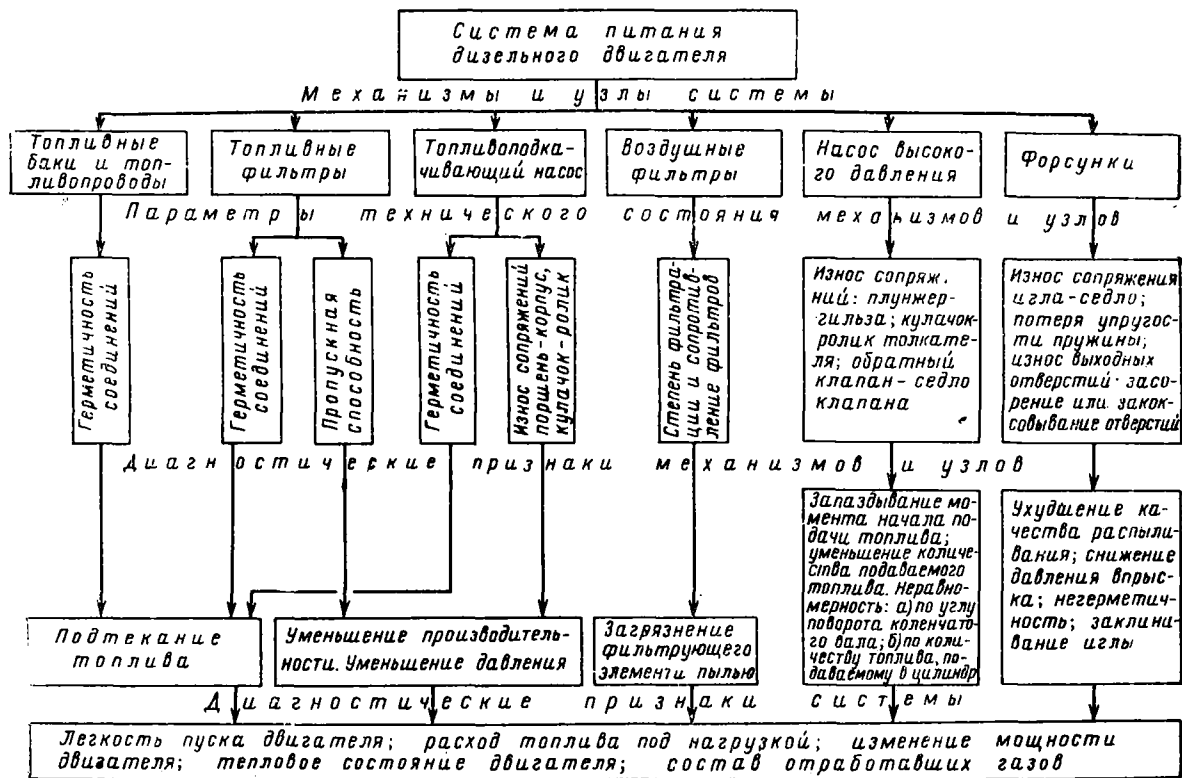 Система питания
дизельного двигателя
Механизмы и узлы системы
Топливные
баки и топ-
ливопроводы
Топливные
фильтры
Топливоподка-
чивающий насос
Воздушные
фильтры
Насос высоко-
го давления
Форсунки
Параметры технического состояния механизмов и узлов
Герметичность
соединений
Герметичность
соединений
Пропускная
способность
Герметичность
соединений
Износ сопряжений
поршень-корпус,
кулачок-ролик
Степень фильтра-
ции и сопротив-
ление фильтров
Износ сопряж.
ний: плунжер-
гильза; кулачок-
ролик толкате-
ля; обратный
клапан-седло
клапана
Износ сопряжения
игла-седло;
потеря упругос-
ти пружины;
износ выходных
отверстий· засо-
рение или закок-
совывание отверстий
Диагностические признаки механизмов и узлов
Подтекание
топлива
Уменьшение производитель-
ности. Уменьшение давления
Загрязнение
фильтрующего
элементи пылью
Запаздывание мо-
мента начала по-
дачи топлива;
уменьшение количе-
ства подаваемого
топлива. Неравно-
мерность: а) по углу
поворота коленчато-
го вала; б) по коли-
честву топлива, по-
даваемому в цилиндр
Ухудшение ка-
чества распыли-
вания; снижение
давления впрыс-
ка; негерметич-
ность; заклини-
вание иглы
Диагностические признаки системы
Легкость пуска двигателя; расход топлива под нагрузкой; изменение мощности
двигателя; тепловое состояние двигателя; состав отработавших газов